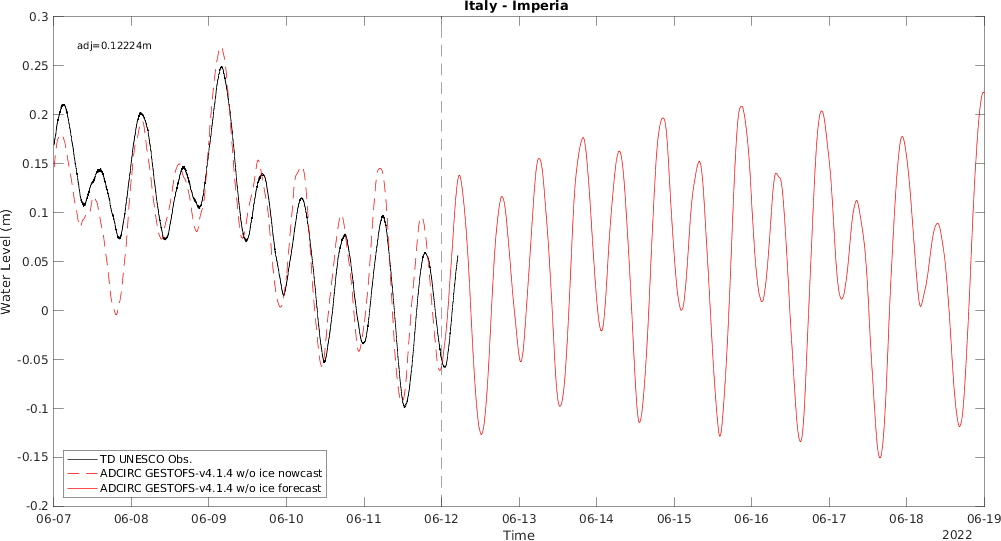 Italy - Imperia
adj=0.12224m
0.3
0.25
0.2
0.15
0.1
0.05
0
-0.05
-0.1
-0.15
-0.2
Water Level (m)
TD UNESCO Obs.
ADCIRC GESTOFS-v4.1.4 w/o ice nowcast
ADCIRC GESTOFS-v4.1.4 w/o ice forecast
06-07 06-08 06-09 06-10 06-11 06-12 06-13 06-14 06-15 06-16 06-17 06-18 06-19
Time
2022